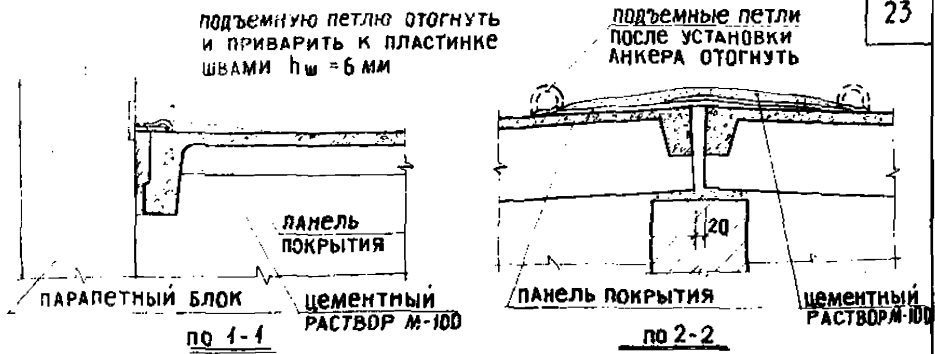 подъемную петлю отогнуть
и приварить к пластинке
швами hш = 6 мм
подъемные петли
после установки
анкера отогнуть
23
панель
покрытия
20
парапетный блок
цементный
раствор М-100
панель покрытия
цементный
раствор М-100
по 1-1
по 2-2